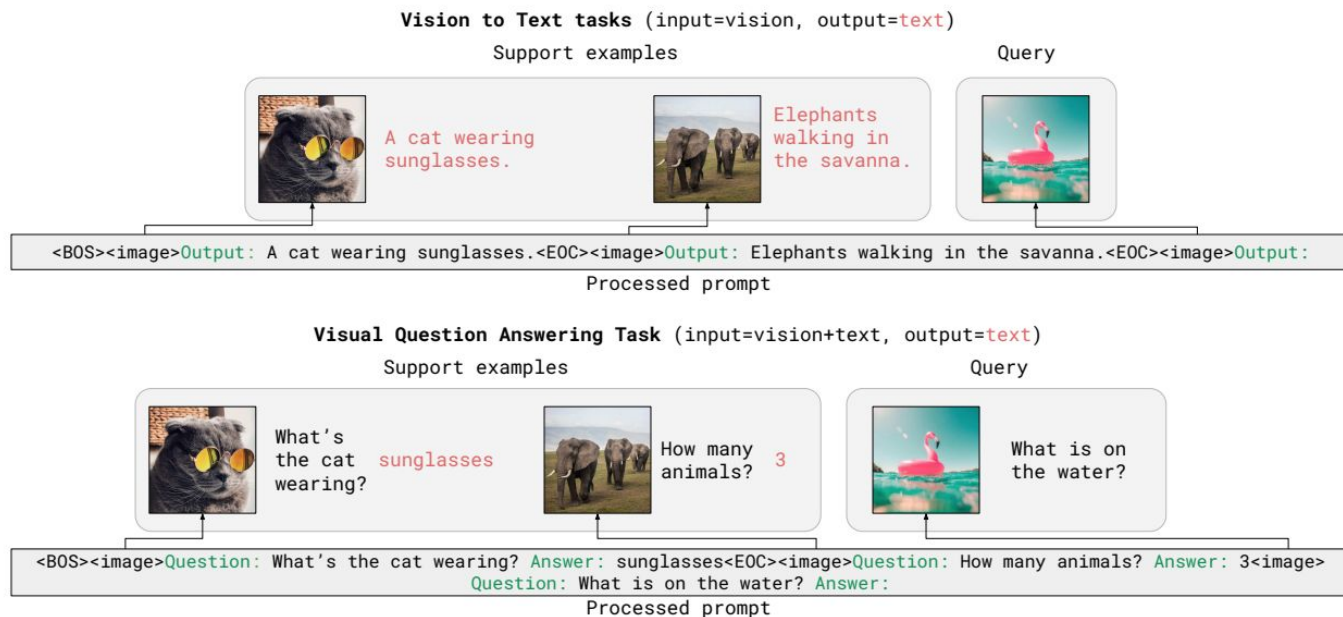 Vision to Text tasks (input=vision, output=text)
Support examples
Query
A cat wearing
sunglasses.
Elephants
walking in
the savanna.
<BOS><image>Output: A cat wearing sunglasses.<EOC><image>Output: Elephants walking in the savanna.<EOC><image>Output:
Processed prompt
Visual Question Answering Task (input=vision+text, output=text)
Support examples
Query
What's
the cat
wearing?
sunglasses
How many
animals?
3
What is on
the water?
<BOS><image>Question: What's the cat wearing? Answer: sunglasses<EOC><image>Question: How many animals? Answer: 3<image>
Question: What is on the water? Answer:
Processed prompt